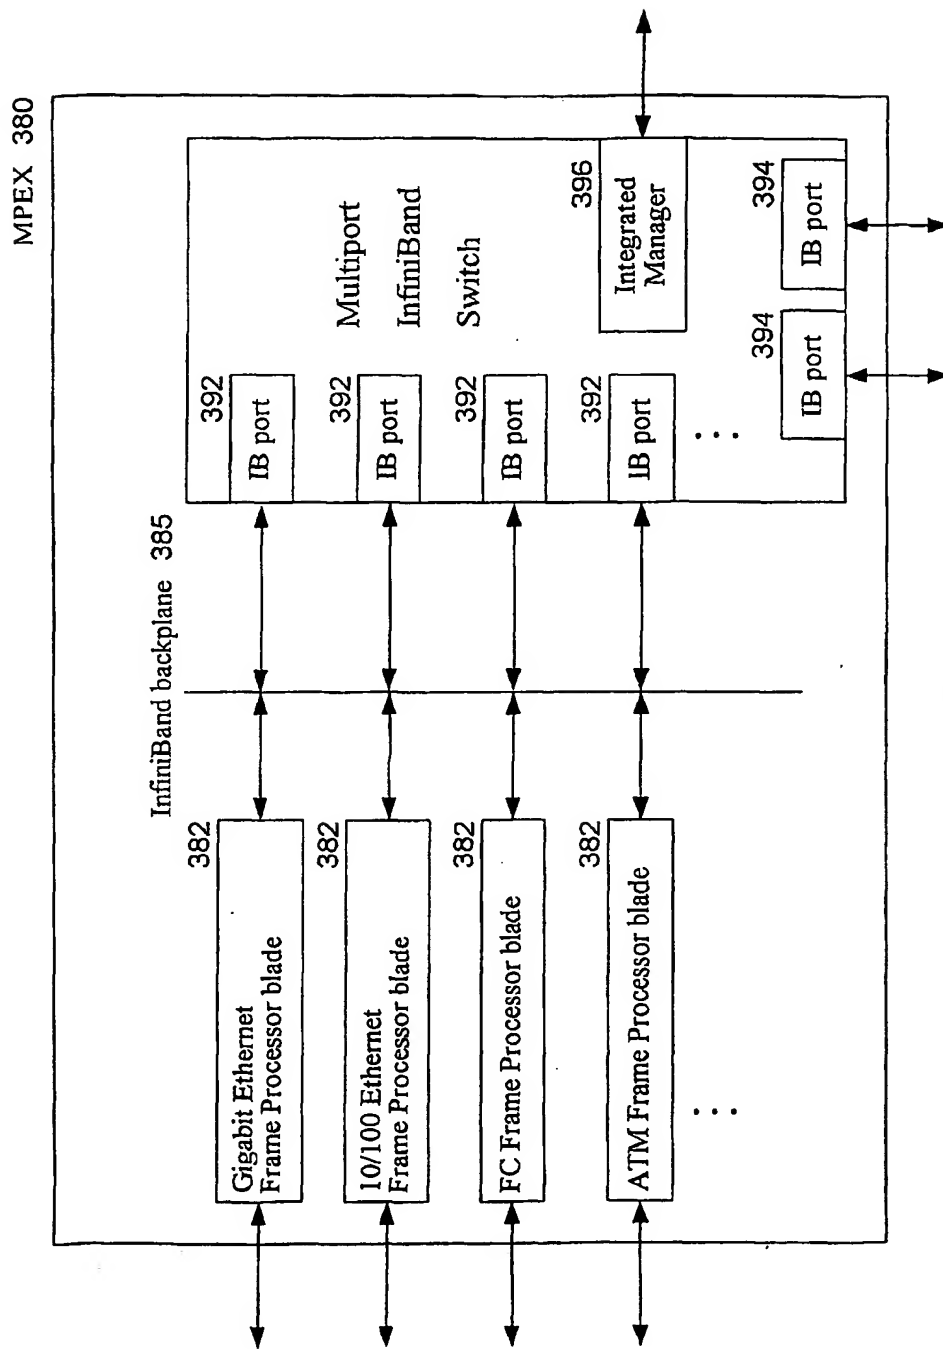 MPEX 380
InfiniBand backplane 385
382
Gigabit Ethernet
Frame Processor blade
382
10/100 Ethernet
Frame Processor blade
382
FC Frame Processor blade
382
ATM Frame Processor blade
...
392
IB port
392
IB port
392
IB port
392
IB port
...
Multiport
InfiniBand
Switch
396
Integrated
Manager
394
IB port
394
IB port